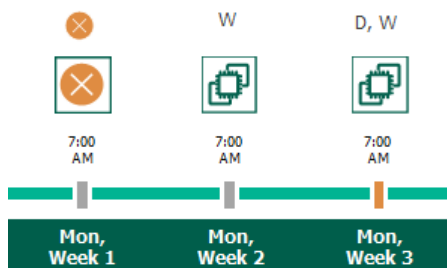 W
D, W
7:00
AM
7:00
AM
7:00
AM
Mon,
Week 1
Mon,
Week 2
Mon,
Week 3